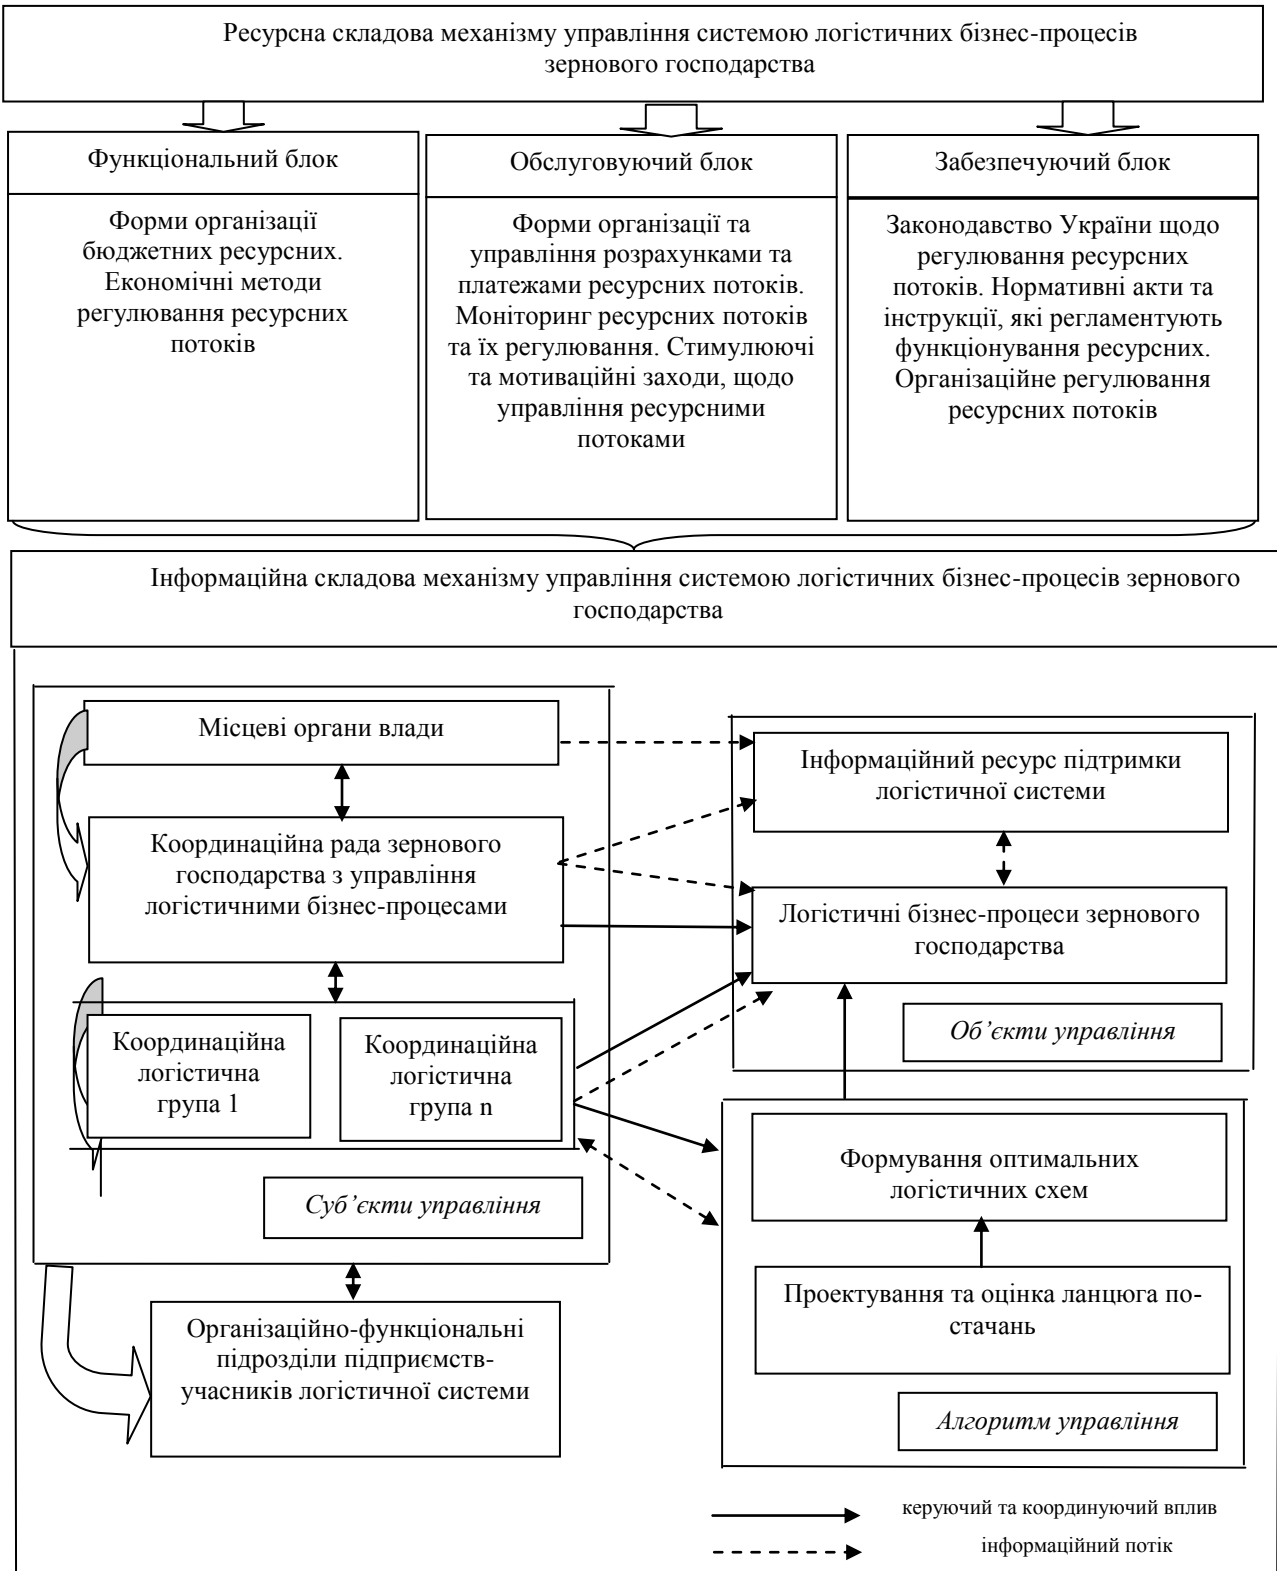 Ресурсна складова механізму управління системою логістичних бізнес-процесів
зернового господарства
Функціональний блок
Форми організації
бюджетних ресурсних.
Економічні методи
регулювання ресурсних
потоків
Обслуговуючий блок
Форми організації та
управління розрахунками та
платежами ресурсних потоків.
Моніторинг ресурсних потоків
та їх регулювання. Стимулюючі
та мотиваційні заходи, щодо
управління ресурсними
потоками
Забезпечуючий блок
Законодавство України щодо
регулювання ресурсних
потоків. Нормативні акти та
інструкції, які регламентують
функціонування ресурсних.
Організаційне регулювання
ресурсних потоків
Інформаційна складова механізму управління системою логістичних бізнес-процесів зернового
господарства
Місцеві органи влади
Координаційна рада зернового
господарства з управління
логістичними бізнес-процесами
Координаційна
логістична
група 1
Координаційна
логістична
група n
Суб’єкти управління
Організаційно-функціональні
підрозділи підприємств-
учасників логістичної системи
Інформаційний ресурс підтримки
логістичної системи
Логістичні бізнес-процеси зернового
господарства
Об’єкти управління
Формування оптимальних
логістичних схем
Проектування та оцінка ланцюга по-
стачань
Алгоритм управління
керуючий та координуючий вплив
інформаційний потік